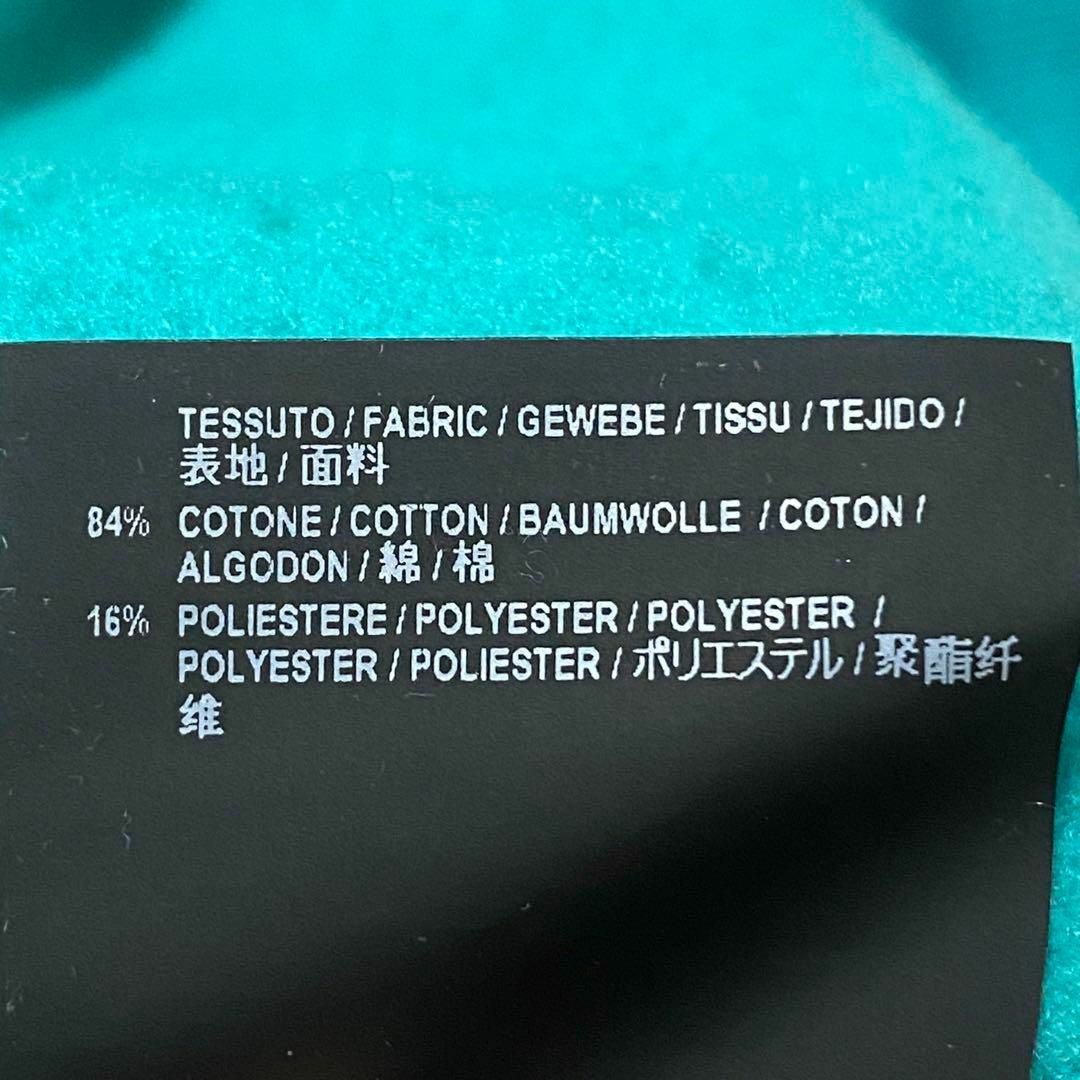 TESSUTO / FABRIC / GEWEBE / TISSU / TEJIDO /
表地 / 面料
84% COTONE / COTTON / BAUMWOLLE / COTON /
ALGODON / 綿 / 棉
16% POLIESTERE / POLYESTER / POLYESTER /
POLYESTER / POLIESTER / ポリエステル / 聚酯纤
维